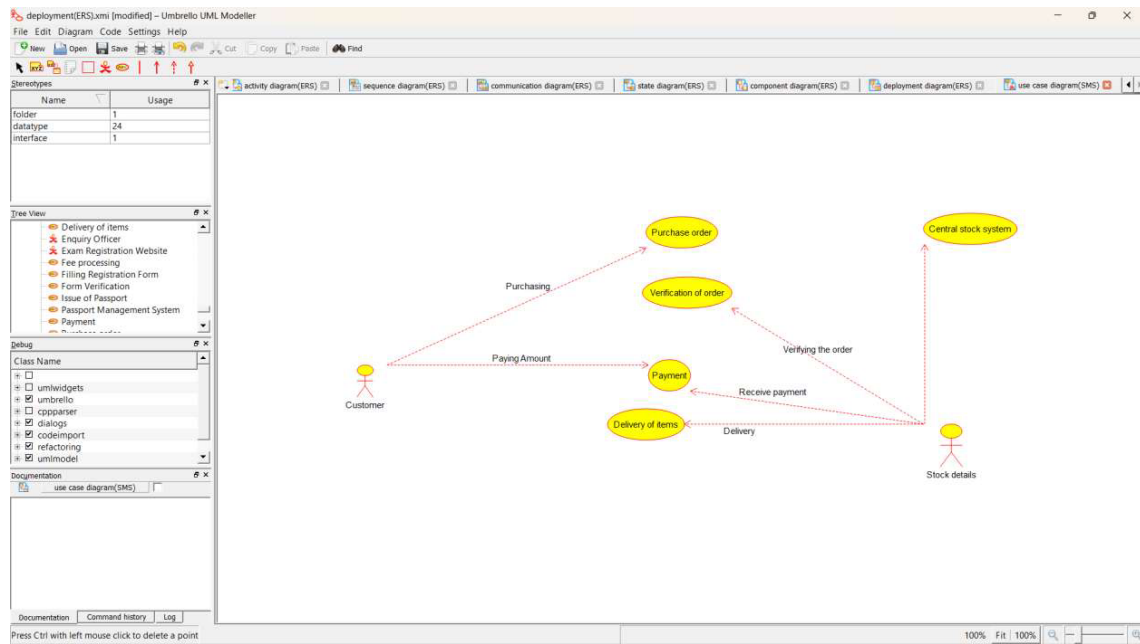 deployment(ERS).xmi [modified] – Umbrello UML Modeller
File Edit Diagram Code Settings Help
New Open Save Cut Copy Paste Find
XYZ
Stereotypes
Name Usage
folder 1
datatype 24
interface 1
activity diagram(ERS) sequence diagram(ERS) communication diagram(ERS) state diagram(ERS) component diagram(ERS) deployment diagram(ERS) use case diagram(SMS)
Tree View
Delivery of items
Enquiry Officer
Exam Registration Website
Fee processing
Filling Registration Form
Form Verification
Issue of Passport
Passport Management System
Payment
Purchase order
Debug
Class Name
umlwidgets
umbrello
cppparser
dialogs
codeimport
refactoring
umlmodel
Documentation
use case diagram(SMS)
Purchase order
Central stock system
Purchasing
Verification of order
Verifying the order
Paying Amount
Payment
Receive payment
Customer
Delivery of items
Delivery
Stock details
Documentation Command history Log
Press Ctrl with left mouse click to delete a point
100% Fit 100%